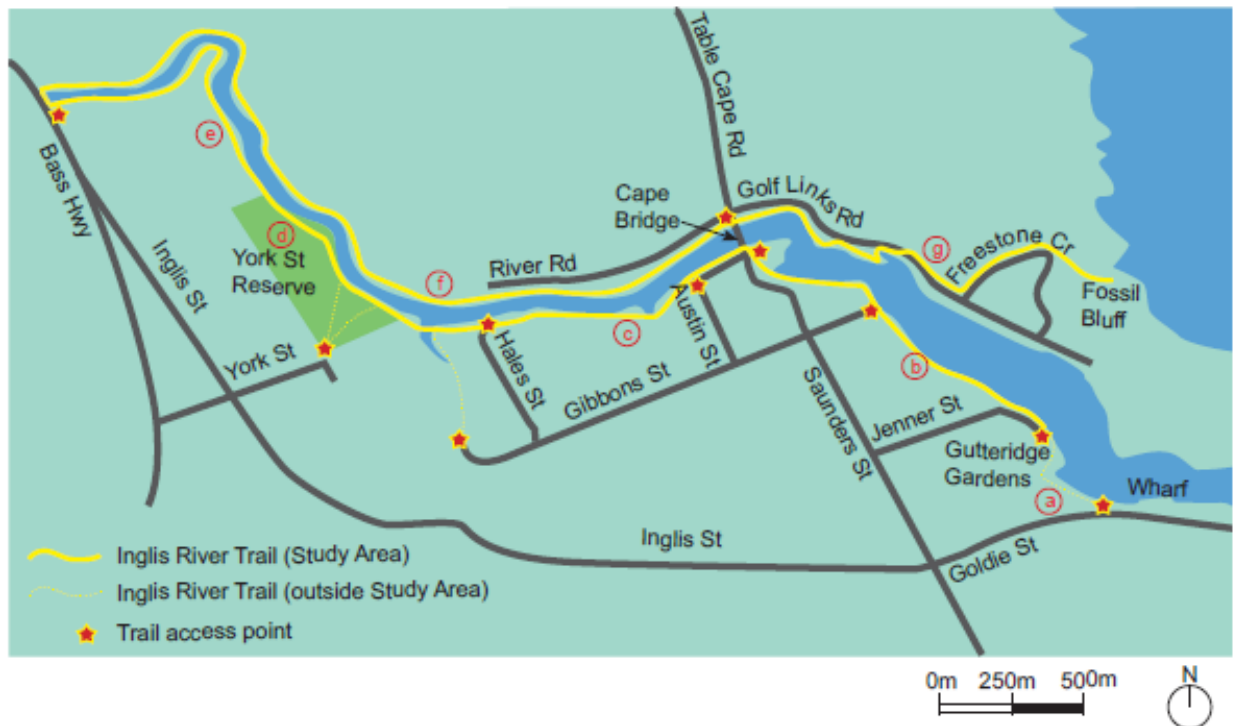 Table Cape Rd
e
Cape
Bridge
Golf Links Rd
Bass Hwy
d
York St
Reserve
River Rd
g
Freestone Cr
Fossil
Bluff
Inglis St
f
Austin St
c
York St
Hales St
Gibbons St
b
Saunders St
Jenner St
Gutteridge
Gardens
a
Wharf
Inglis St
Goldie St
Inglis River Trail (Study Area)
Inglis River Trail (outside Study Area)
Trail access point
0m 250m 500m
N